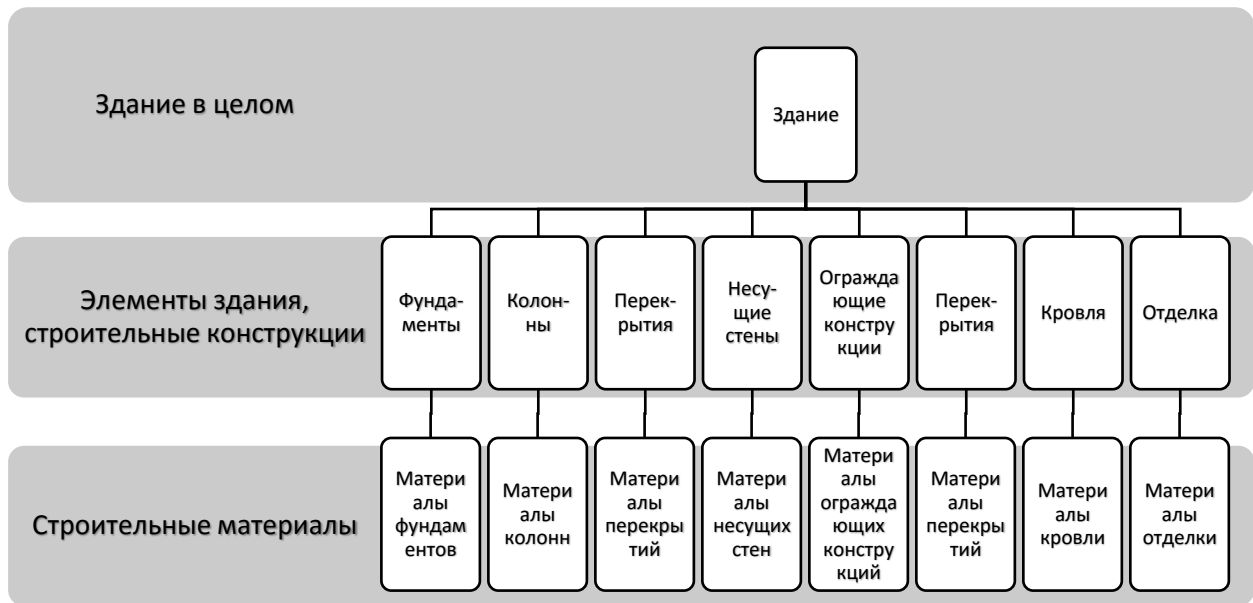 Здание в целом
Здание
Элементы здания,
строительные конструкции
Фунда-
менты
Колон-
ны
Перек-
рытия
Несу-
щие
стены
Огражда
ющие
констру
кции
Перек-
рытия
Кровля
Отделка
Строительные материалы
Матери
алы
фундам
ентов
Матери
алы
колонн
Матери
алы
перекры
тий
Матери
алы
несущих
стен
Матери
алы
огражда
ющих
констру
кций
Матери
алы
перекры
тий
Матери
алы
кровли
Матери
алы
отделки